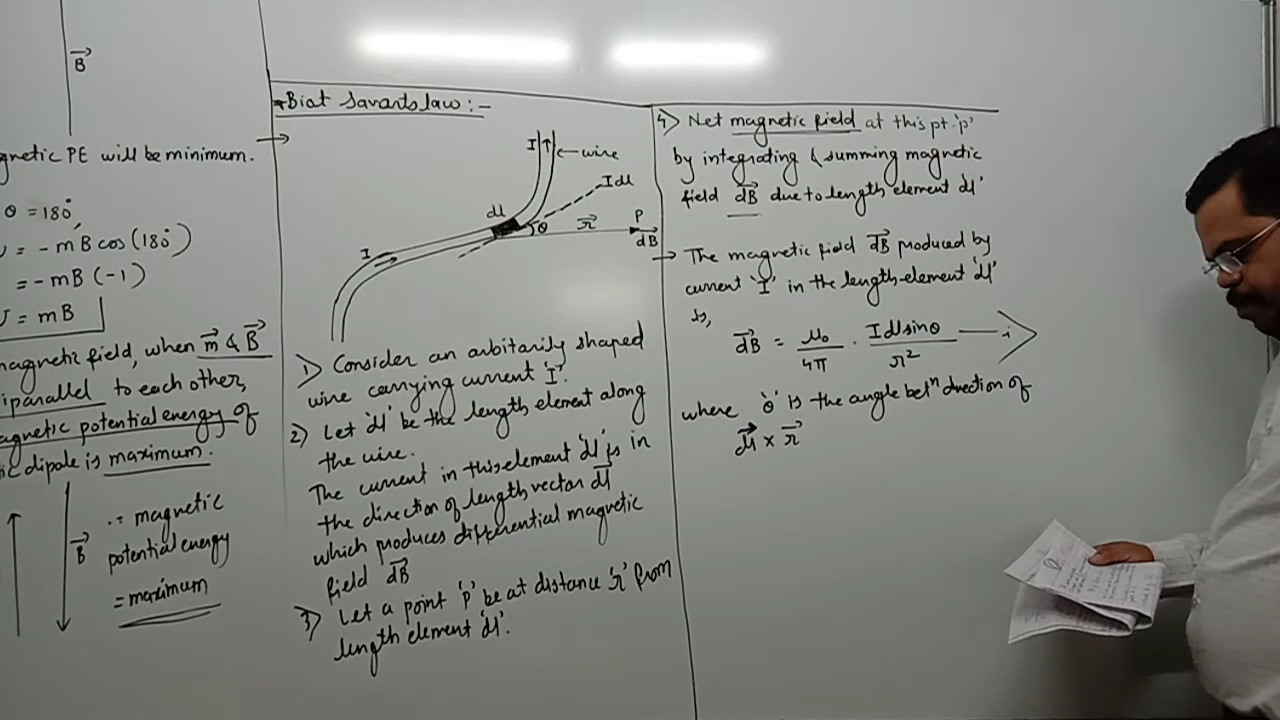 B
gnetic PE will be minimum.
θ = 180°,
U = - mB cos (180°)
= - mB (-1)
U = mB
magnetic field, when m & B
iparallel to each other,
agnetic potential energy of
ic dipole is maximum.
B
∴ = magnetic
potential energy
= maximum
Biat Savarts law :-
I
wire
Idl
dl
θ
r
P
dB
I
1) Consider an arbitarily shaped
wire carrying current 'I'.
2) Let 'dl' be the length element along
the wire.
The current in this element 'dl' is in
the direction of length vector dl
which produces differential magnetic
field dB
3) Let a point 'P' be at distance 'r' from
length element 'dl'.
4) Net magnetic field at this pt. 'p'
by integrating & summing magnetic
field dB due to length element 'dl'
→ The magnetic field dB produced by
current 'I' in the length-element 'dl'
is,
dB = μ₀/4π · Idl sinθ/r² — i>
where 'θ' is the angle betⁿ direction of
dl × r